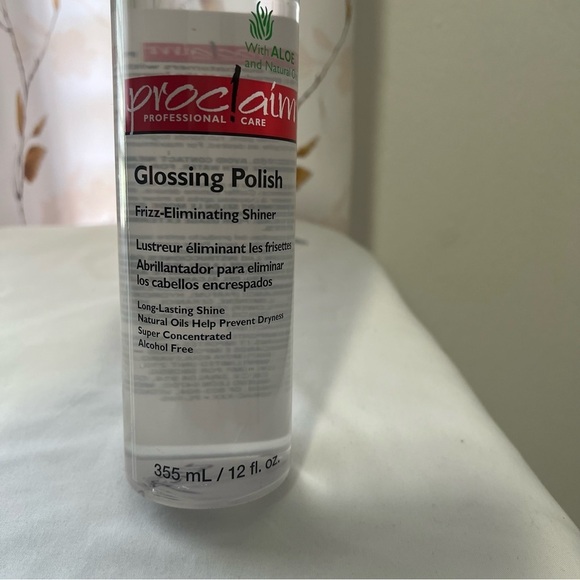 With ALOE
and Natural
proclaim
PROFESSIONAL CARE
Glossing Polish
Frizz-Eliminating Shiner
Lustreur éliminant les frisettes
Abrillantador para eliminar
los cabellos encrespados
Long-Lasting Shine
Natural Oils Help Prevent Dryness
Super Concentrated
Alcohol Free
355 mL / 12 fl. oz.